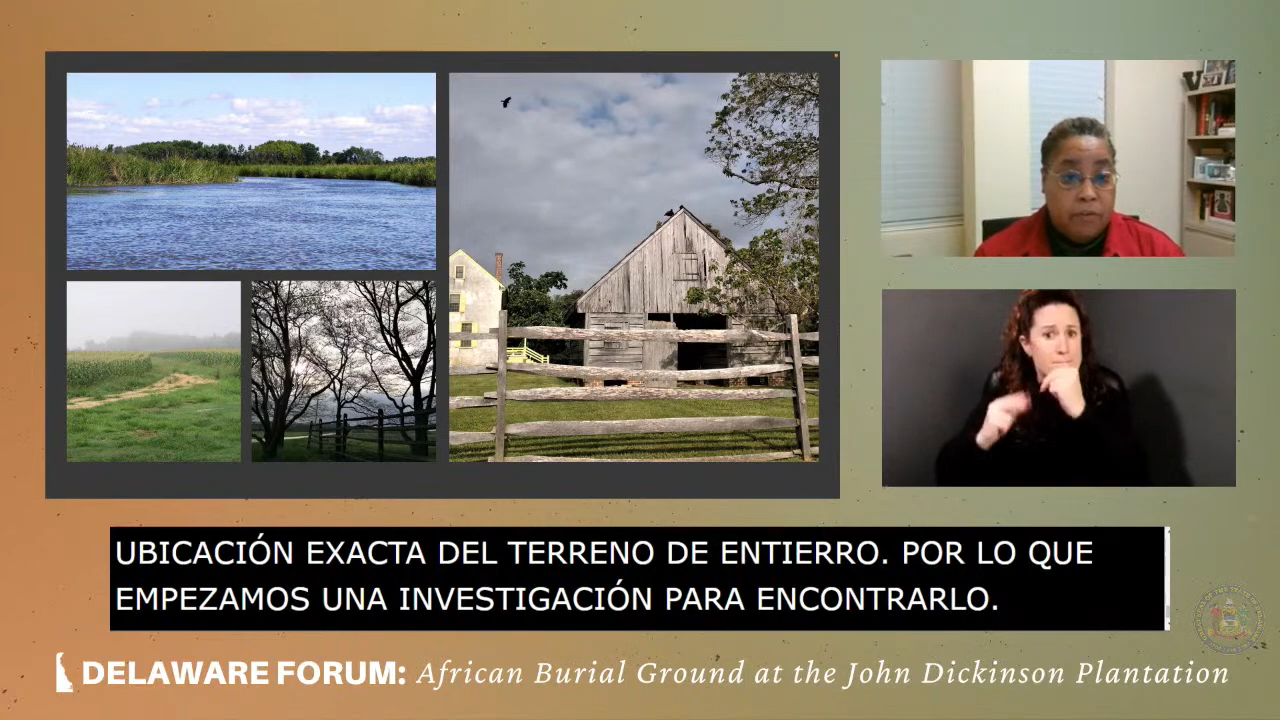 UBICACIÓN EXACTA DEL TERRENO DE ENTIERRO. POR LO QUE
EMPEZAMOS UNA INVESTIGACIÓN PARA ENCONTRARLO.
DELAWARE FORUM: African Burial Ground at the John Dickinson Plantation